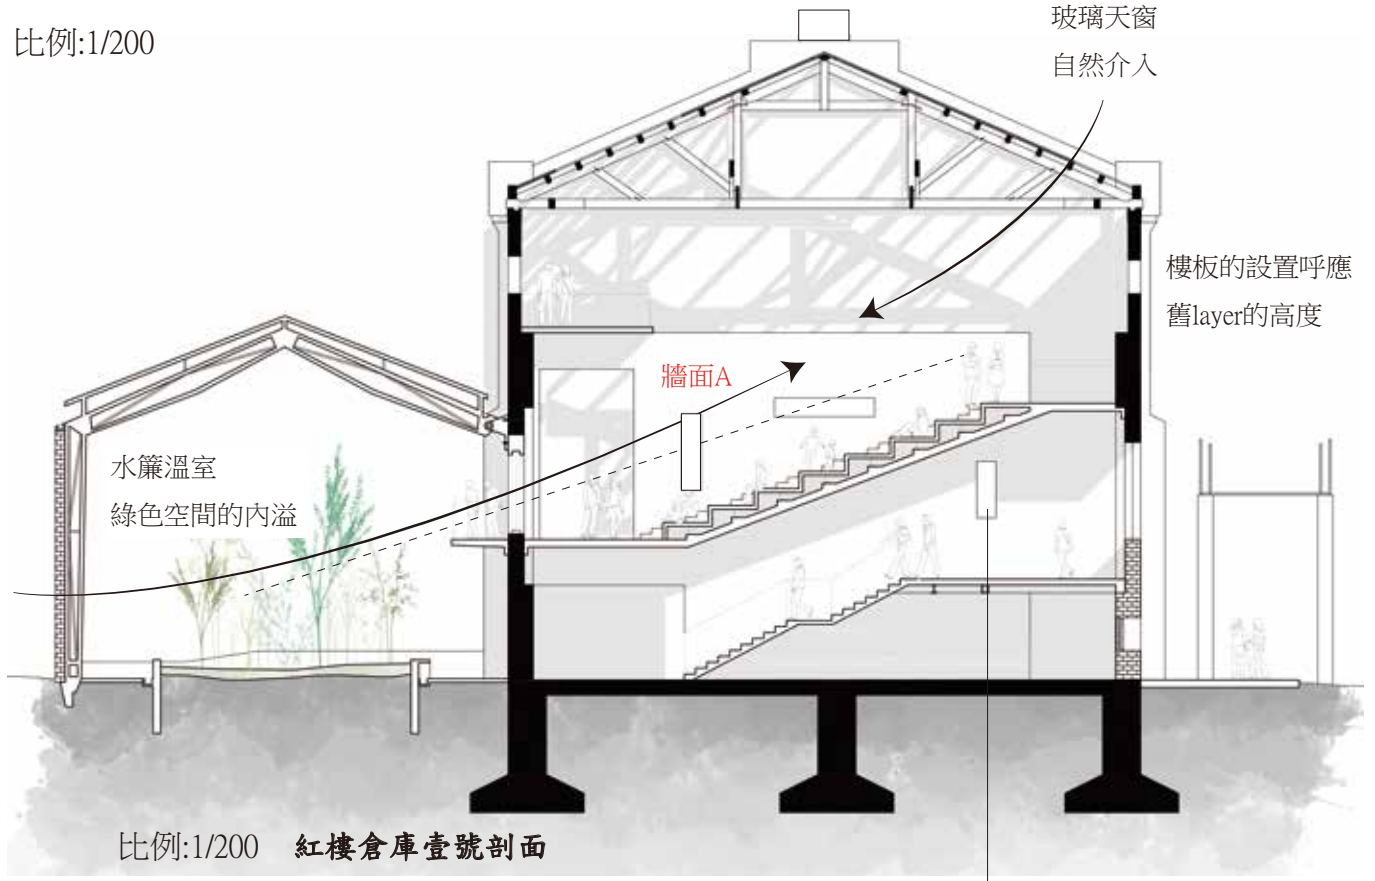 比例:1/200
玻璃天窗
自然介入
樓板的設置呼應
舊layer的高度
牆面A
水簾溫室
綠色空間的內溢
比例:1/200 紅樓倉庫壹號剖面